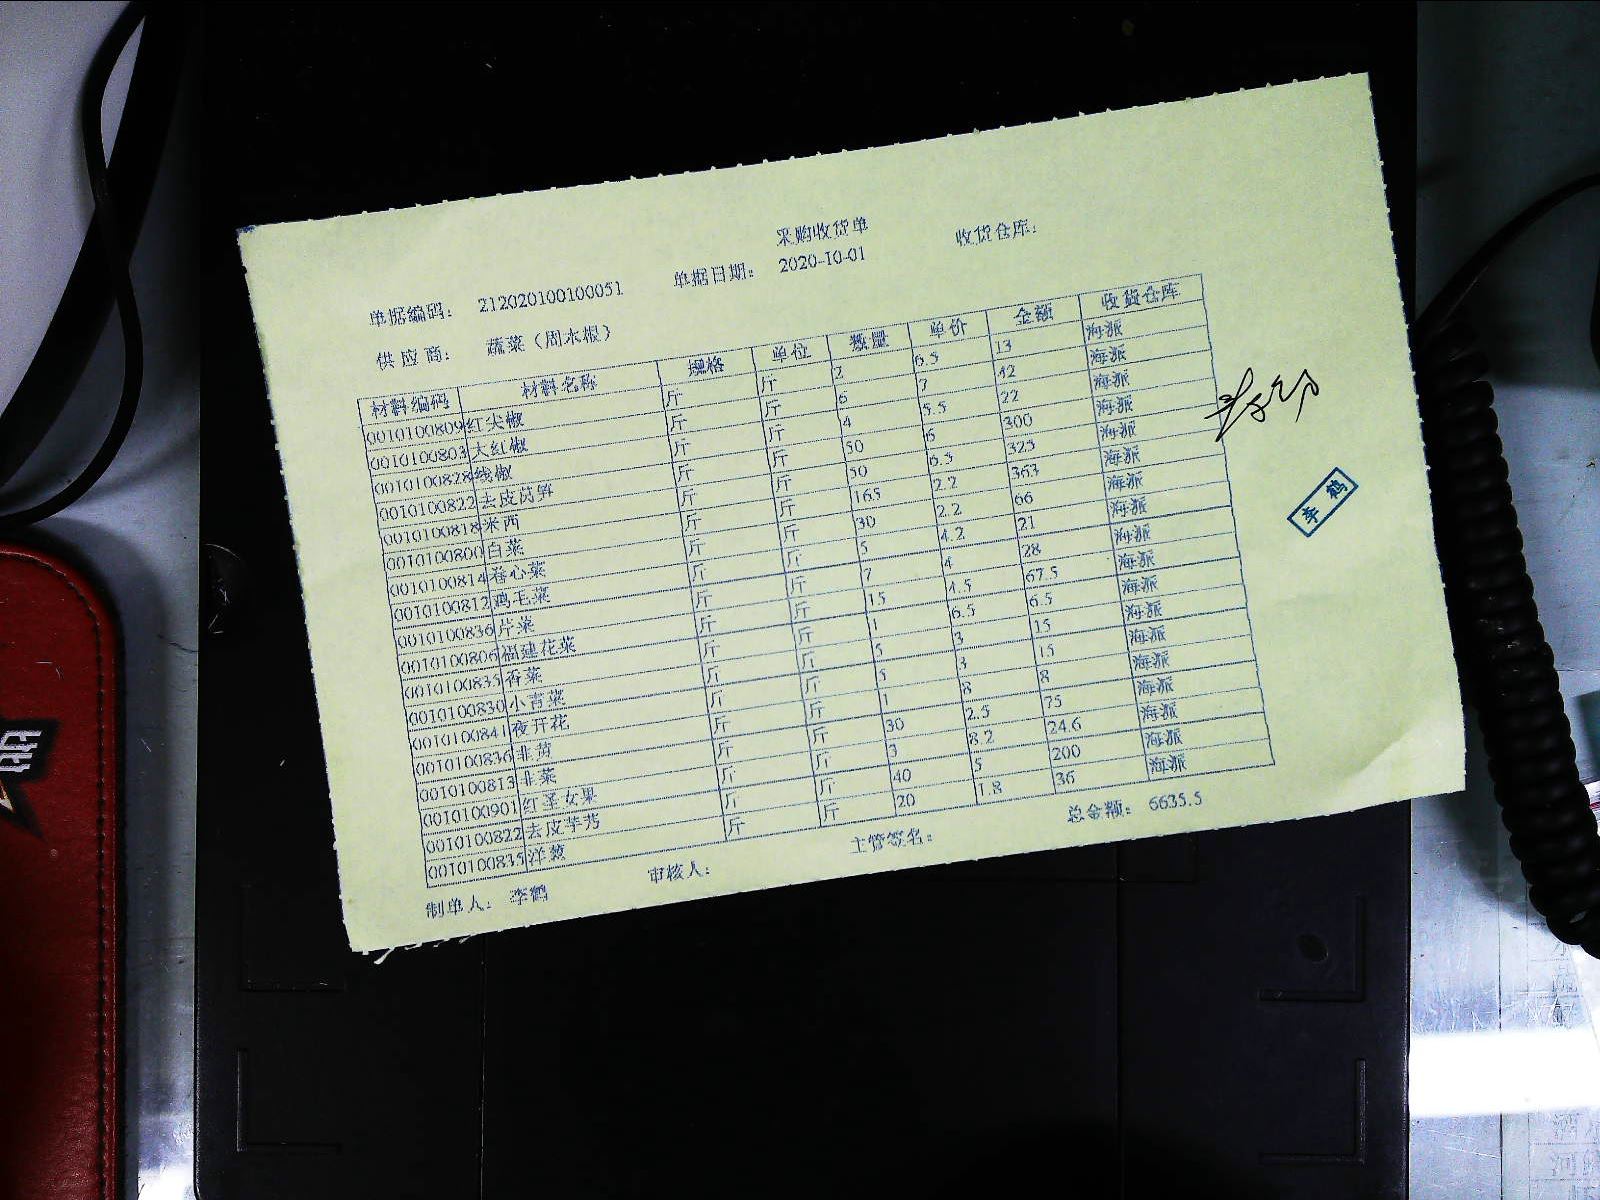 采购收货单
单据编码： 212020100100051 单据日期： 2020-10-01 收货仓库：
供应商： 蔬菜（周木根）
材料编码 材料名称 规格 单位 数量 单价 金额 收货仓库
0010100809 红尖椒 斤 斤 2 6.5 13 海派
0010100803 大红椒 斤 斤 6 7 42 海派
0010100828 线椒 斤 斤 4 5.5 22 海派
0010100822 去皮莴笋 斤 斤 50 6 300 海派
0010100818 米西 斤 斤 50 6.5 325 海派
0010100800 白菜 斤 斤 165 2.2 363 海派
0010100814 卷心菜 斤 斤 30 2.2 66 海派
0010100812 鸡毛菜 斤 斤 5 4.2 21 海派
0010100836 芹菜 斤 斤 7 4 28 海派
0010100806 福建花菜 斤 斤 15 4.5 67.5 海派
0010100835 香菜 斤 斤 1 6.5 6.5 海派
0010100830 小青菜 斤 斤 5 3 15 海派
0010100841 夜开花 斤 斤 5 3 15 海派
0010100836 韭黄 斤 斤 1 8 8 海派
0010100813 韭菜 斤 斤 30 2.5 75 海派
0010100901 红圣女果 斤 斤 3 8.2 24.6 海派
0010100822 去皮芋艿 斤 斤 40 5 200 海派
0010100835 洋葱 斤 斤 20 1.8 36 海派
制单人： 李鹤 审核人： 主管签名： 总金额： 6635.5
李鹤